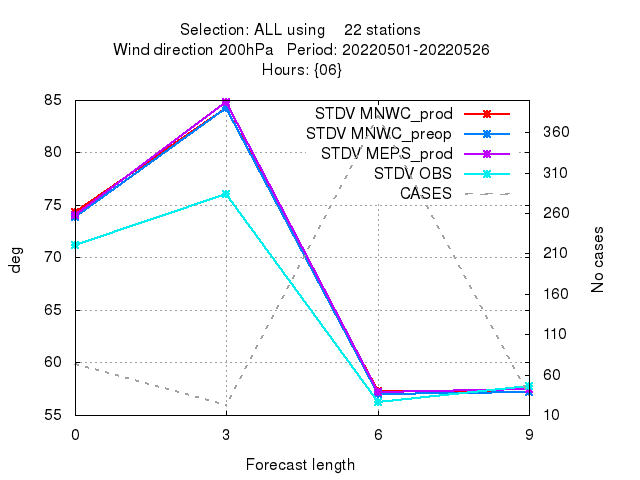 Selection: ALL using    22 stations
Wind direction 200hPa   Period: 20220501-20220526
Hours: {06}
STDV MNWC_prod
STDV MNWC_preop
STDV MEPS_prod
STDV OBS
CASES
85
80
75
70
65
60
55
deg
360
310
260
210
160
110
60
10
No cases
0
3
6
9
Forecast length